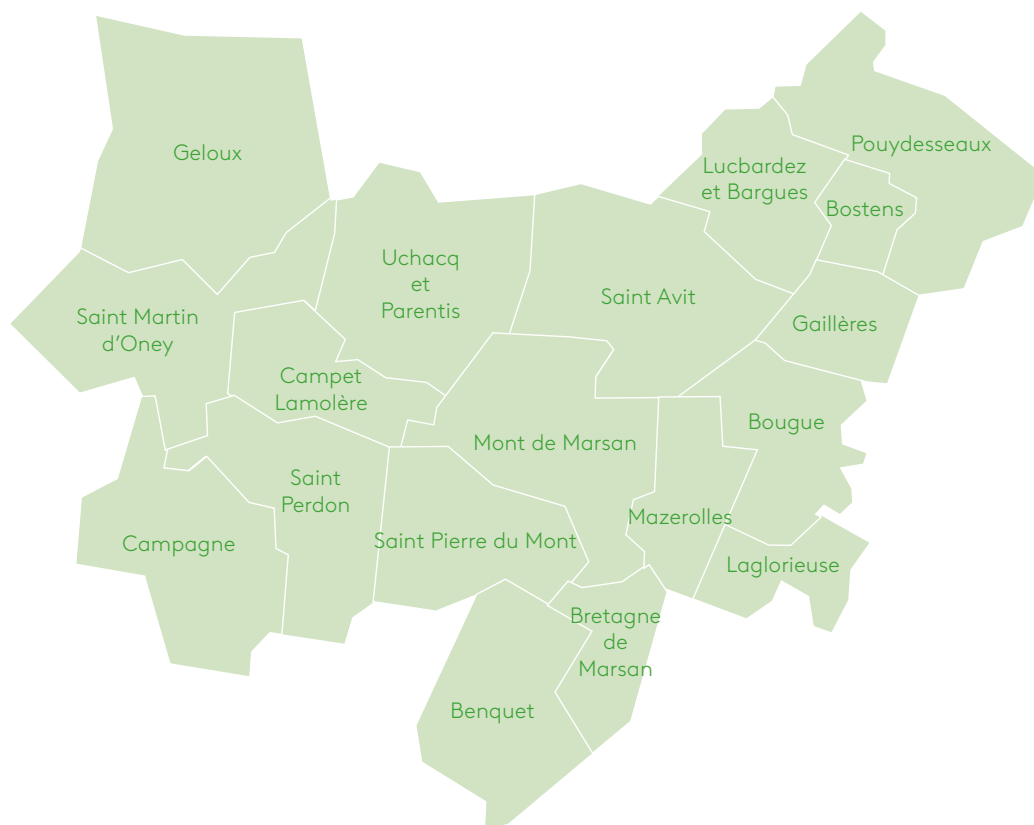 Geloux
Pouydesseaux
Lucbardez
et Bargues
Bostens
Uchacq
et
Parentis
Saint Avit
Saint Martin
d'Oney
Gaillères
Campet
Lamolère
Bougue
Mont de Marsan
Saint
Perdon
Mazerolles
Campagne
Saint Pierre du Mont
Laglorieuse
Bretagne
de
Marsan
Benquet